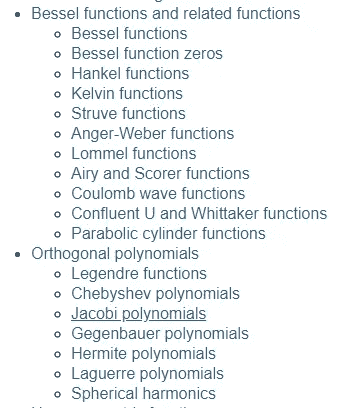 Bessel functions and related functions
Bessel functions
Bessel function zeros
Hankel functions
Kelvin functions
Struve functions
Anger-Weber functions
Lommel functions
Airy and Scorer functions
Coulomb wave functions
Confluent U and Whittaker functions
Parabolic cylinder functions
Orthogonal polynomials
Legendre functions
Chebyshev polynomials
Jacobi polynomials
Gegenbauer polynomials
Hermite polynomials
Laguerre polynomials
Spherical harmonics